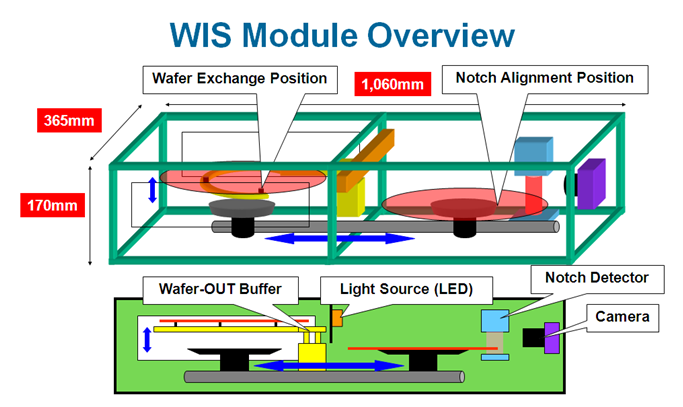 WIS Module Overview
Wafer Exchange Position
Notch Alignment Position
1,060mm
365mm
170mm
Wafer-OUT Buffer
Light Source (LED)
Notch Detector
Camera